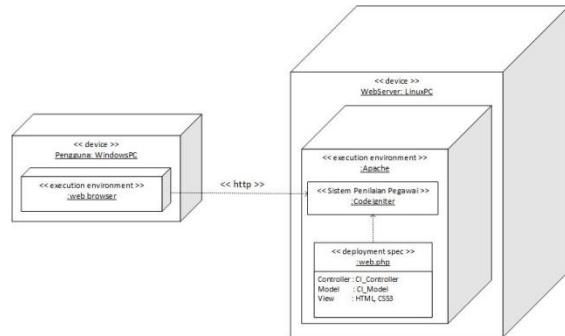 << device >>
Pengguna: WindowsPC
<< execution environment >>
:web browser
<< http >>
<< device >>
WebServer: LinuxPC
<< execution environment >>
:Apache
<< Sistem Penilaian Pegawai >>
:Codeigniter
<< deployment spec >>
:web.php
Controller : CI_Controller
Model : CI_Model
View : HTML, CSS3